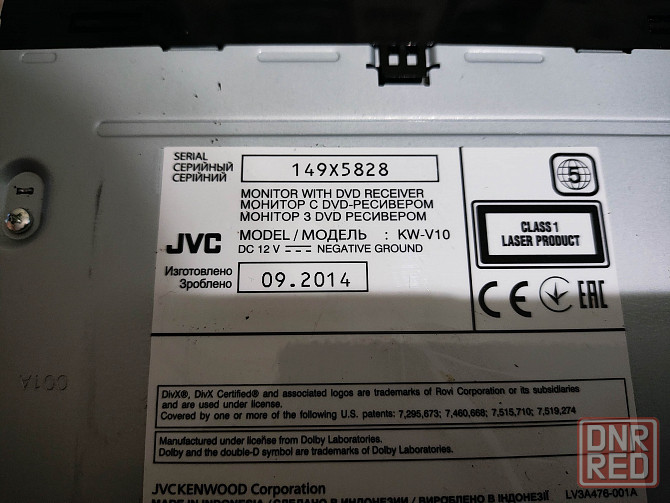 SERIAL
СЕРИЙНЫЙ
СЕРІЙНИЙ
149X5828
MONITOR WITH DVD RECEIVER
МОНИТОР С DVD-РЕСИВЕРОМ
МОНІТОР З DVD РЕСИВЕРОМ
JVC
MODEL / МОДЕЛЬ : KW-V10
DC 12 V NEGATIVE GROUND
Изготовлено
Зроблено
09.2014
5
CLASS 1
LASER PRODUCT
CE
EAC
001A
DivX®, DivX Certified® and associated logos are trademarks of Rovi Corporation or its subsidiaries
and are used under license.
Covered by one or more of the following U.S. patents: 7,295,673; 7,460,668; 7,515,710; 7,519,274
Manufactured under license from Dolby Laboratories.
Dolby and the double-D symbol are trademarks of Dolby Laboratories.
JVCKENWOOD Corporation
MADE IN INDONESIA / СДЕЛАНО В ИНДОНЕЗИИ / ВИРОБЛЕНО В ІНДОНЕЗІЇ
LV3AA76-001A
DNR
RED